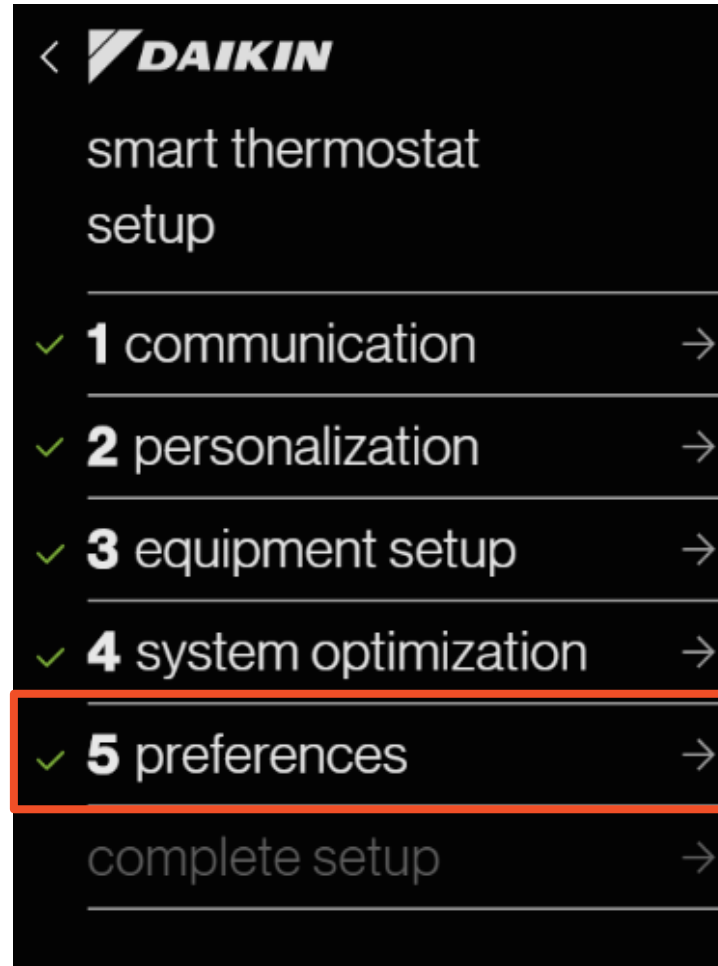 DAIKIN
smart thermostat
setup
1 communication
2 personalization
3 equipment setup
4 system optimization
5 preferences
complete setup